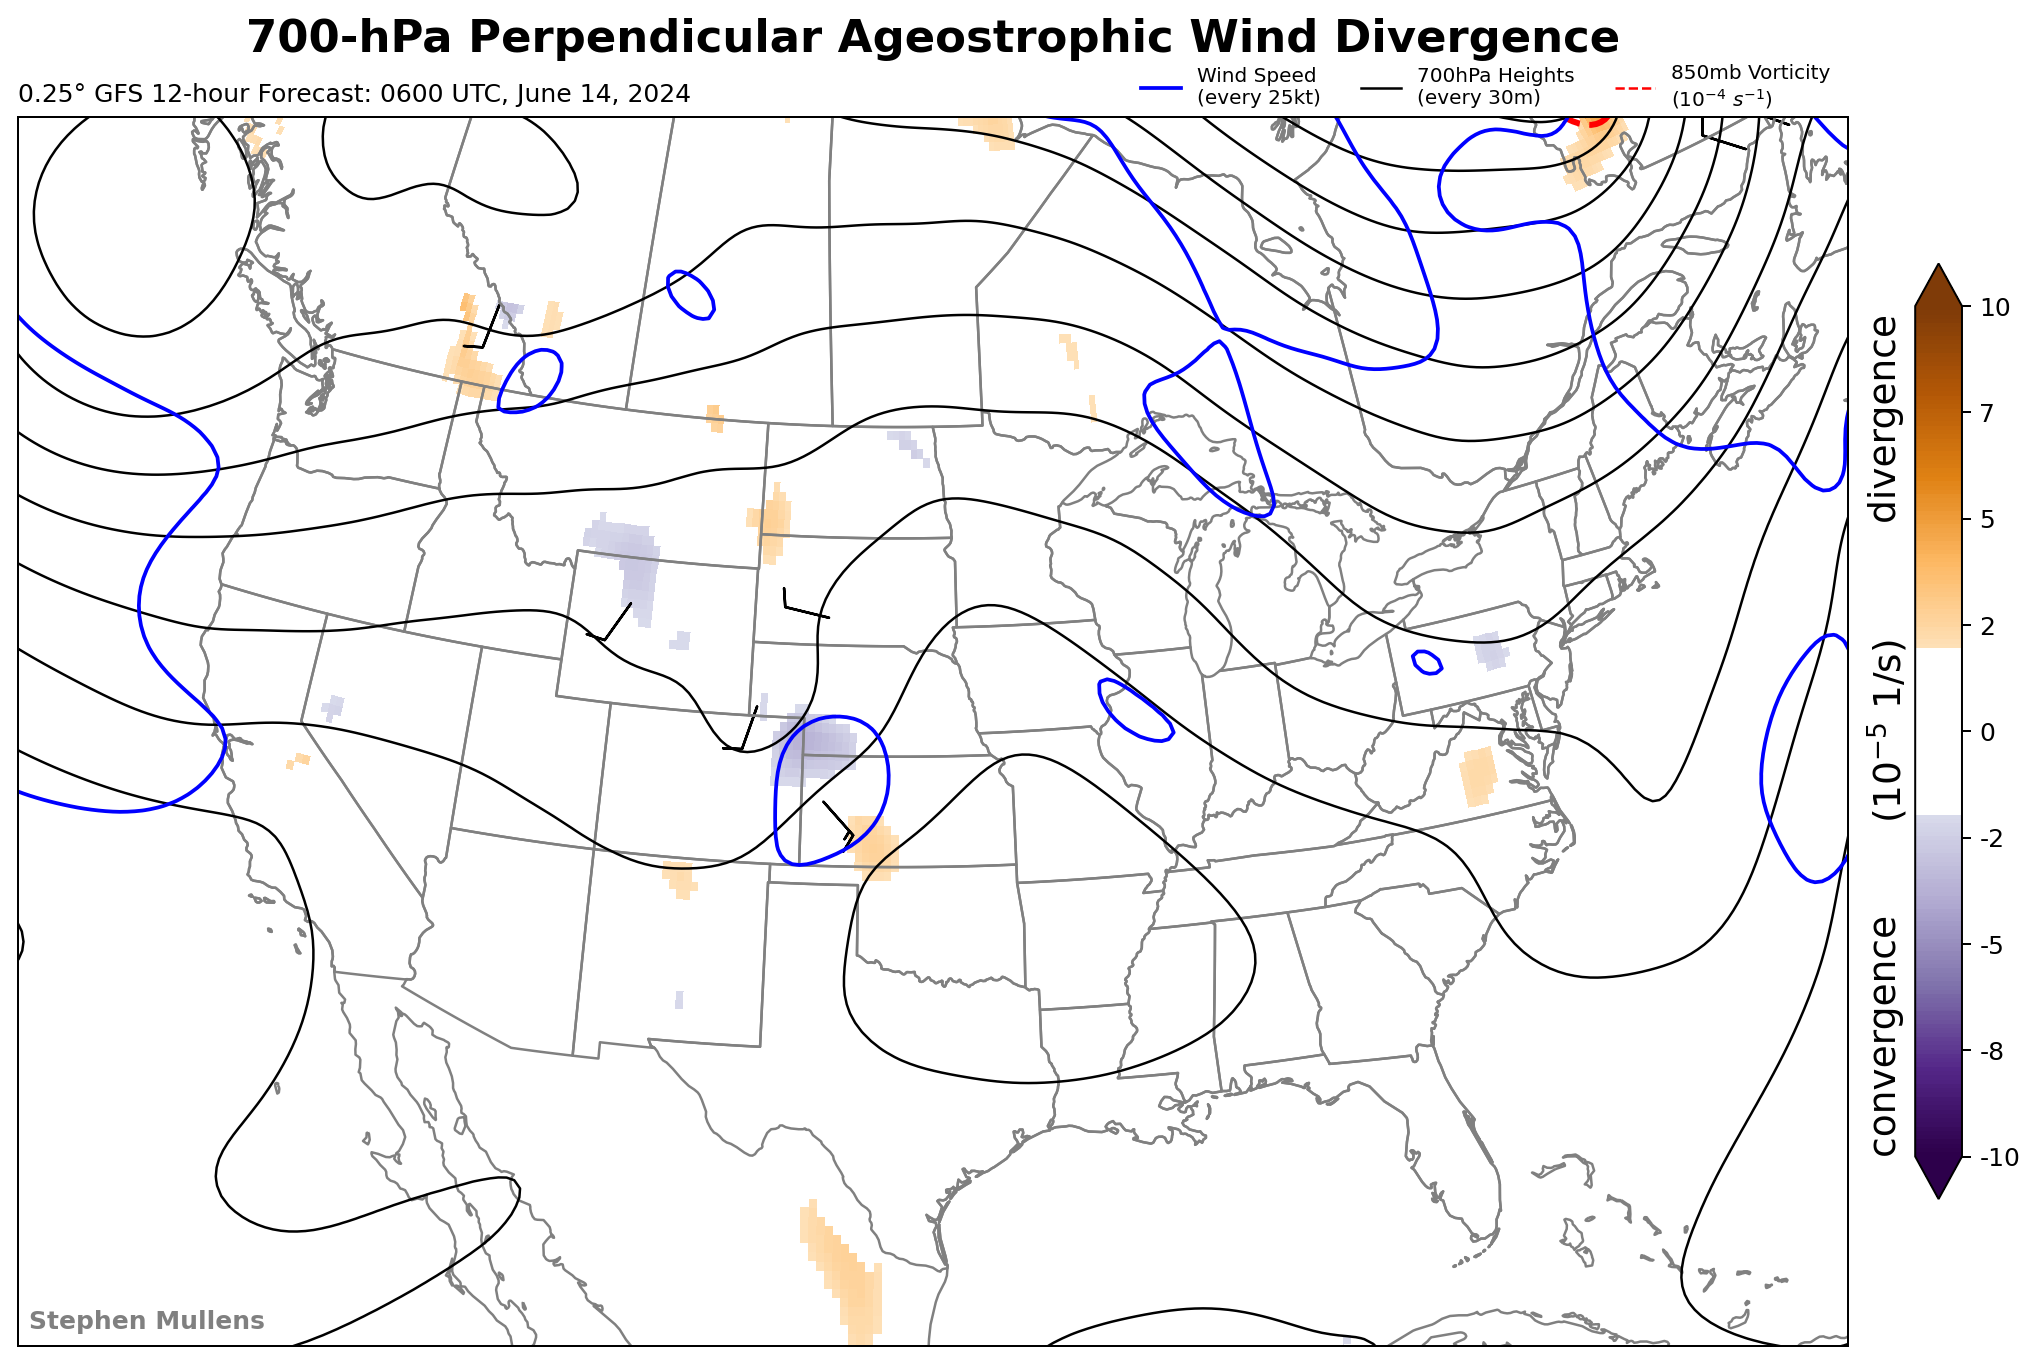 700-hPa Perpendicular Ageostrophic Wind Divergence
0.25° GFS 12-hour Forecast: 0600 UTC, June 14, 2024
Wind Speed
(every 25kt)
700hPa Heights
(every 30m)
850mb Vorticity
(10⁻⁴ s⁻¹)
10
7
5
2
0
-2
-5
-8
-10
convergence (10⁻⁵ 1/s) divergence
Stephen Mullens